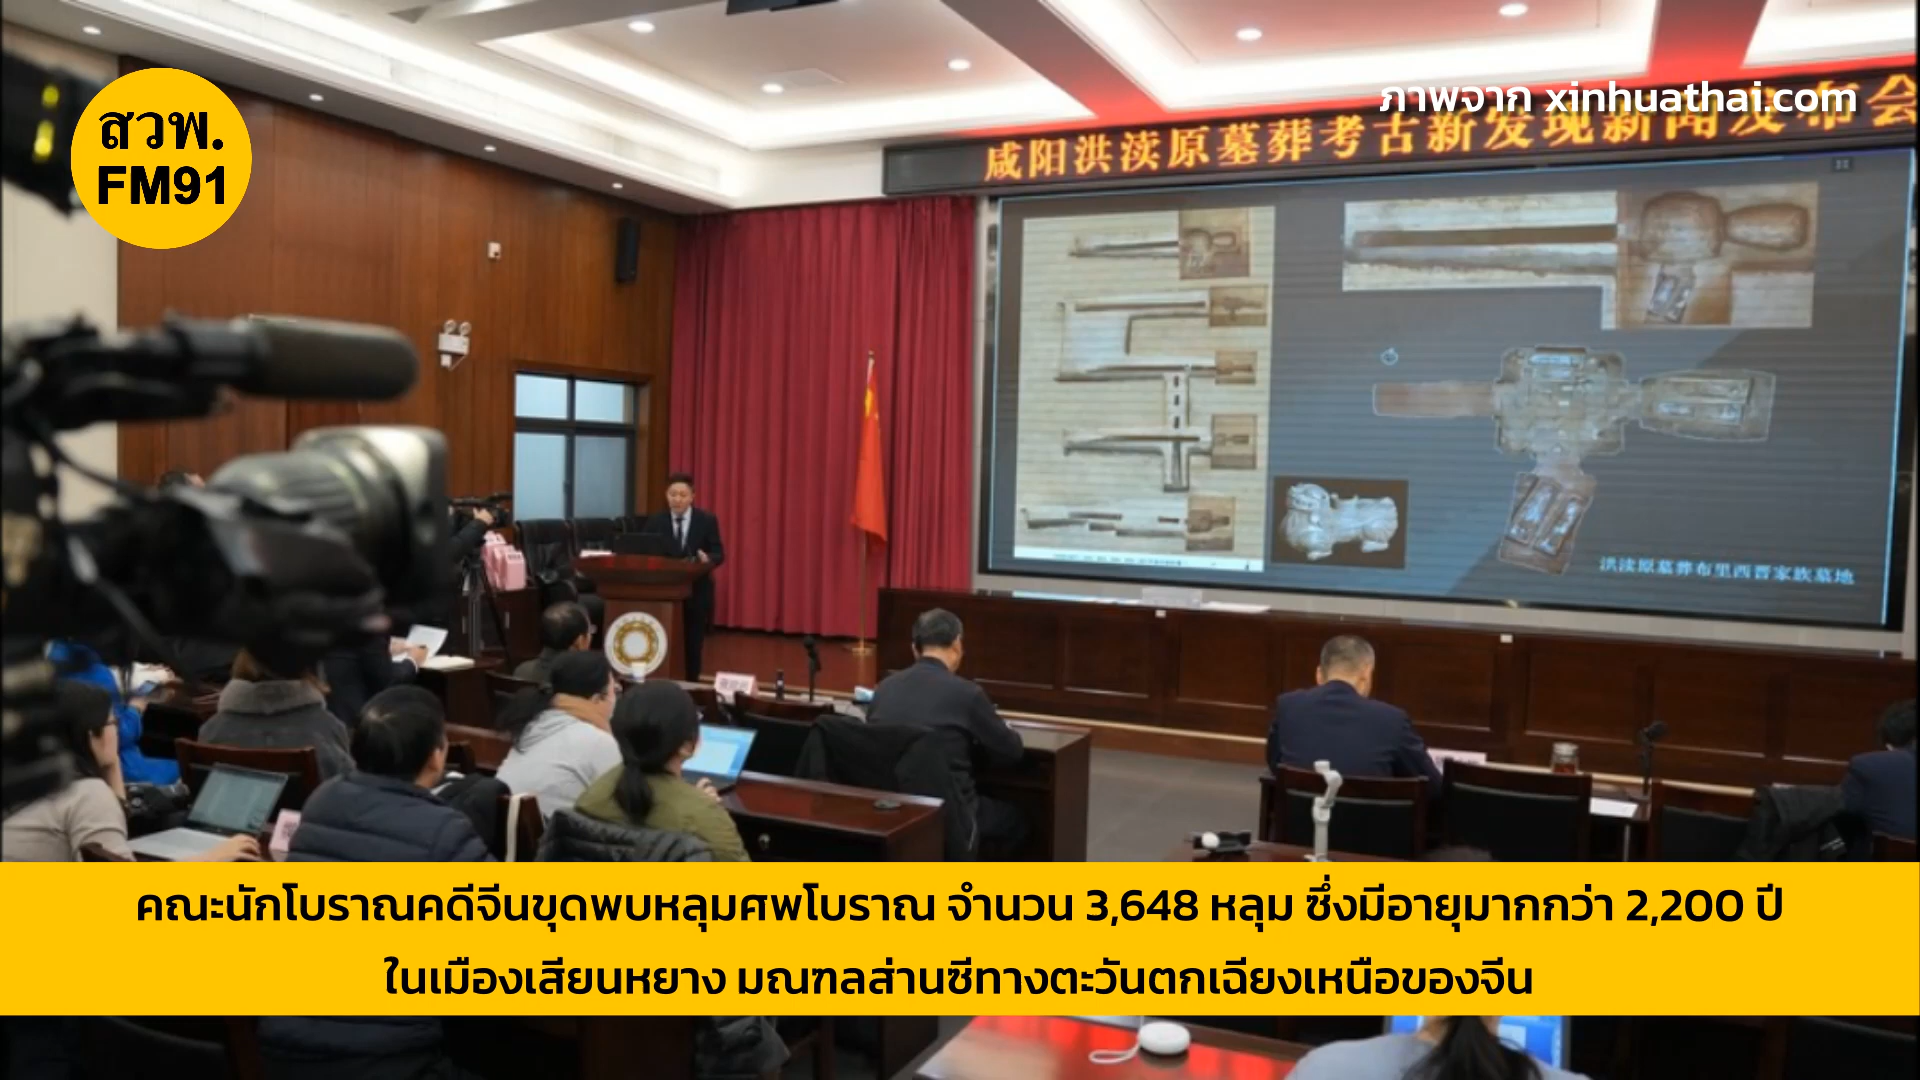 สวพ.
FM91
ภาพจาก xinhuathai.com
咸阳洪渎原墓葬考古新发现新闻发布会
洪渎原墓葬布里西晋家族墓地
คณะนักโบราณคดีจีนขุดพบหลุมศพโบราณ จำนวน 3,648 หลุม ซึ่งมีอายุมากกว่า 2,200 ปี
ในเมืองเสียนหยาง มณฑลส่านซีทางตะวันตกเฉียงเหนือของจีน